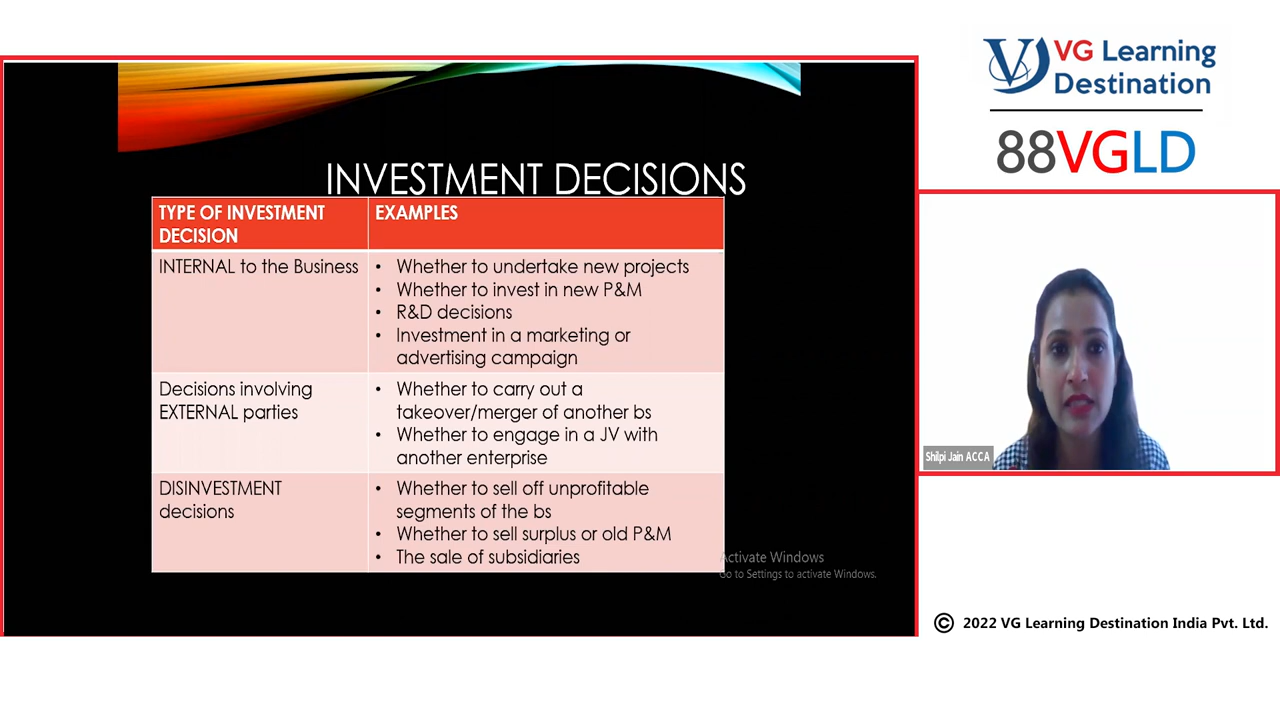 INVESTMENT DECISIONS
TYPE OF INVESTMENT
DECISION
EXAMPLES
INTERNAL to the Business
• Whether to undertake new projects
• Whether to invest in new P&M
• R&D decisions
• Investment in a marketing or
advertising campaign
Decisions involving
EXTERNAL parties
• Whether to carry out a
takeover/merger of another bs
• Whether to engage in a JV with
another enterprise
DISINVESTMENT
decisions
• Whether to sell off unprofitable
segments of the bs
• Whether to sell surplus or old P&M
• The sale of subsidiaries
Activate Windows
Go to Settings to activate Windows.
VG Learning
Destination
88VGLD
Shilpi Jain ACCA
© 2022 VG Learning Destination India Pvt. Ltd.